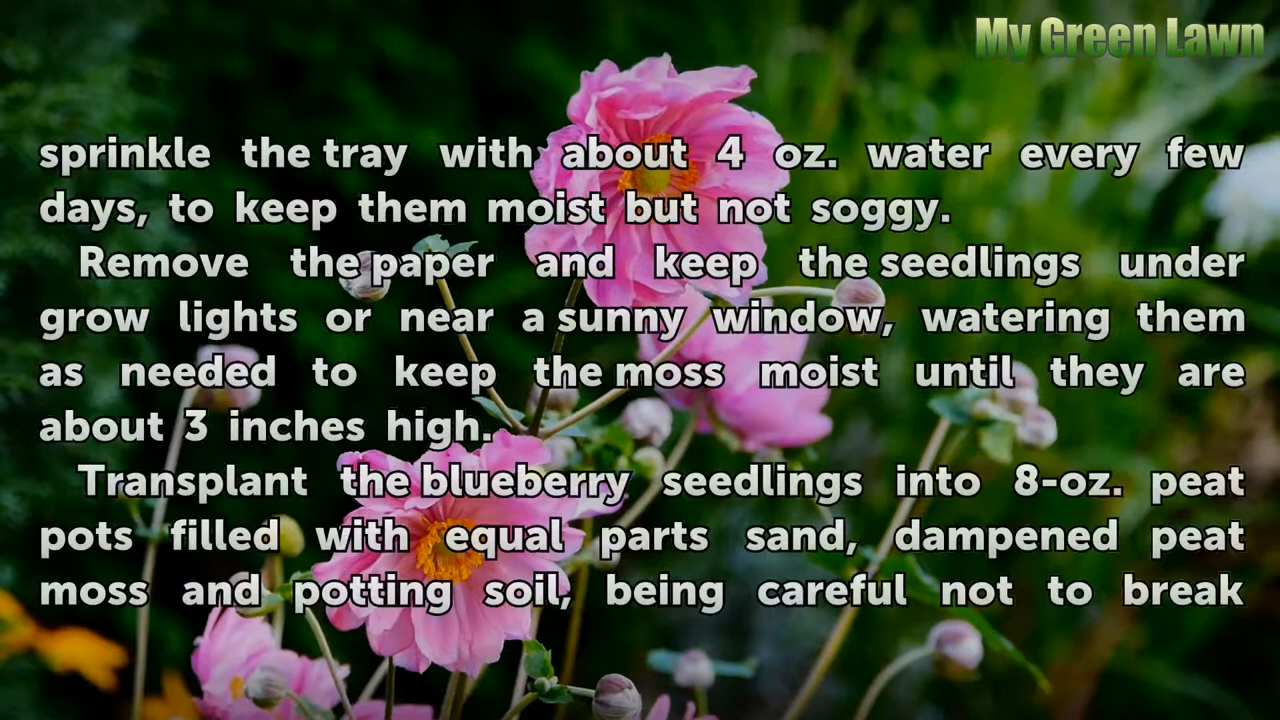 My Green Lawn
sprinkle the tray with about 4 oz. water every few
days, to keep them moist but not soggy.
Remove the paper and keep the seedlings under
grow lights or near a sunny window, watering them
as needed to keep the moss moist until they are
about 3 inches high.
Transplant the blueberry seedlings into 8-oz. peat
pots filled with equal parts sand, dampened peat
moss and potting soil, being careful not to break